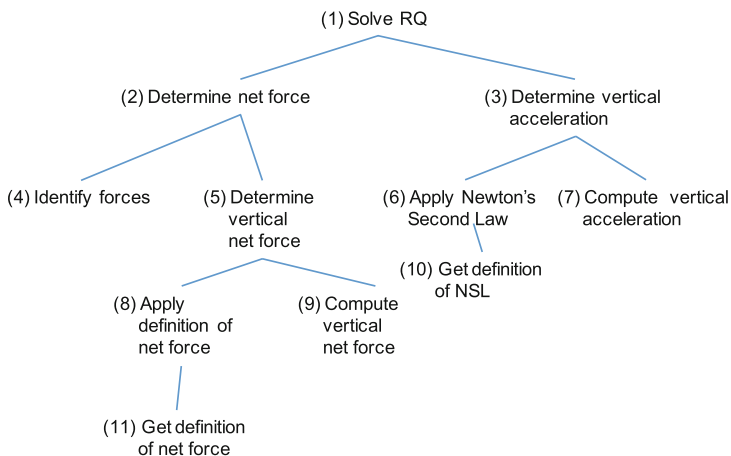 (1) Solve RQ
(2) Determine net force
(3) Determine vertical
acceleration
(4) Identify forces
(5) Determine
vertical
net force
(6) Apply Newton's
Second Law
(7) Compute vertical
acceleration
(10) Get definition
of NSL
(8) Apply
definition of
net force
(9) Compute
vertical
net force
(11) Get definition
of net force